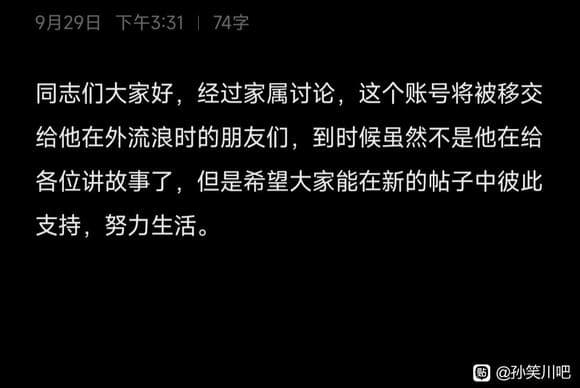 9月29日 下午3:31 | 74字
同志们大家好，经过家属讨论，这个账号将被移交
给他在外流浪时的朋友们，到时候虽然不是他在给
各位讲故事了，但是希望大家能在新的帖子中彼此
支持，努力生活。
贴 @孙笑川吧